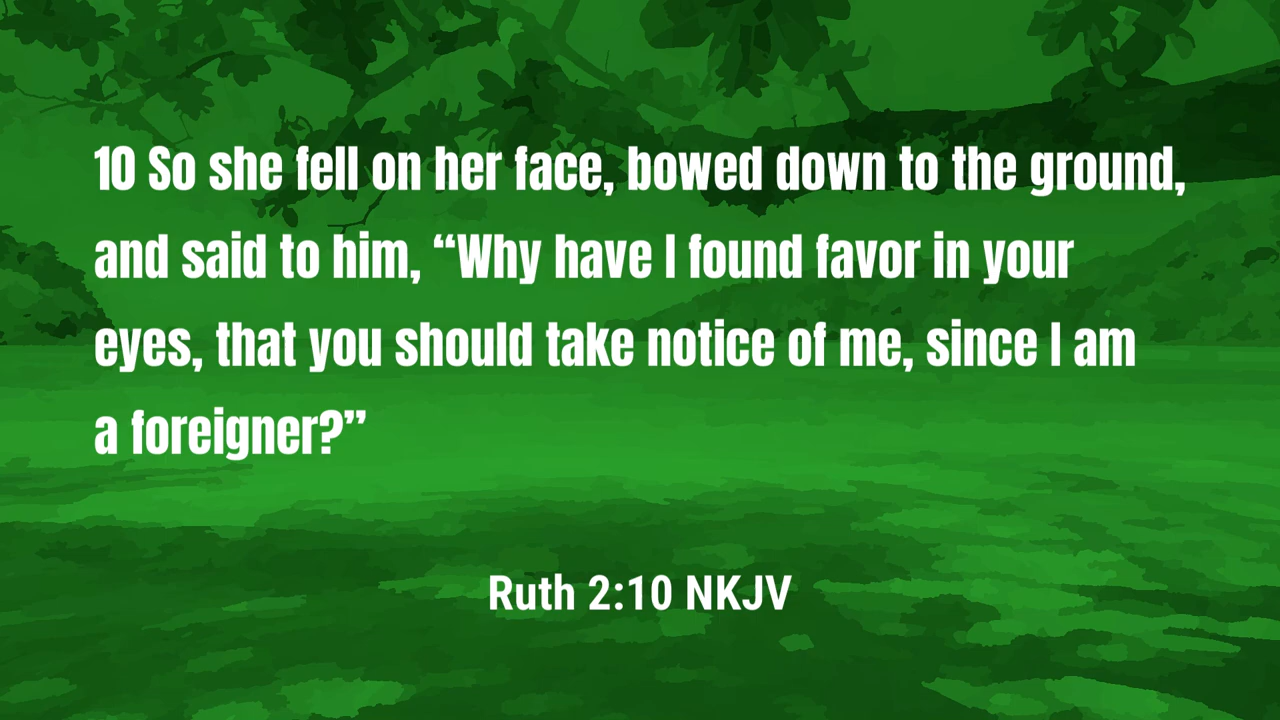 10 So she fell on her face, bowed down to the ground,
and said to him, “Why have I found favor in your
eyes, that you should take notice of me, since I am
a foreigner?”
Ruth 2:10 NKJV